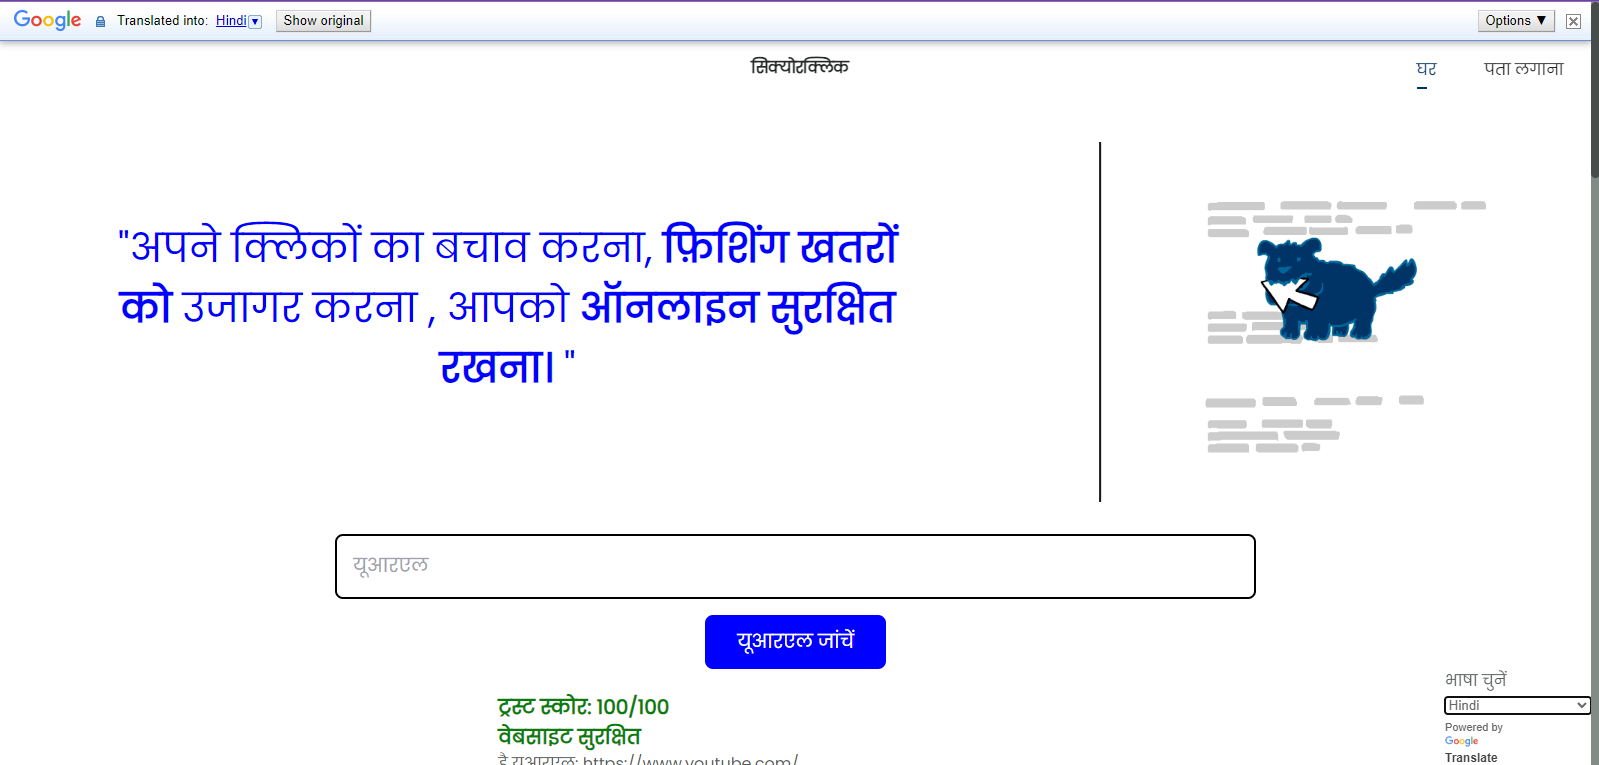 Google Translated into: Hindi ▼ Show original Options ▼
सिक्योरक्लिक
घर पता लगाना
"अपने क्लिकों का बचाव करना, फ़िशिंग खतरों
को उजागर करना , आपको ऑनलाइन सुरक्षित
रखना। "
यूआरएल
यूआरएल जांचें
ट्रस्ट स्कोर: 100/100
वेबसाइट सुरक्षित
है यूआरएल: https://www.youtube.com/
भाषा चुनें
Hindi
Powered by
Google
Translate